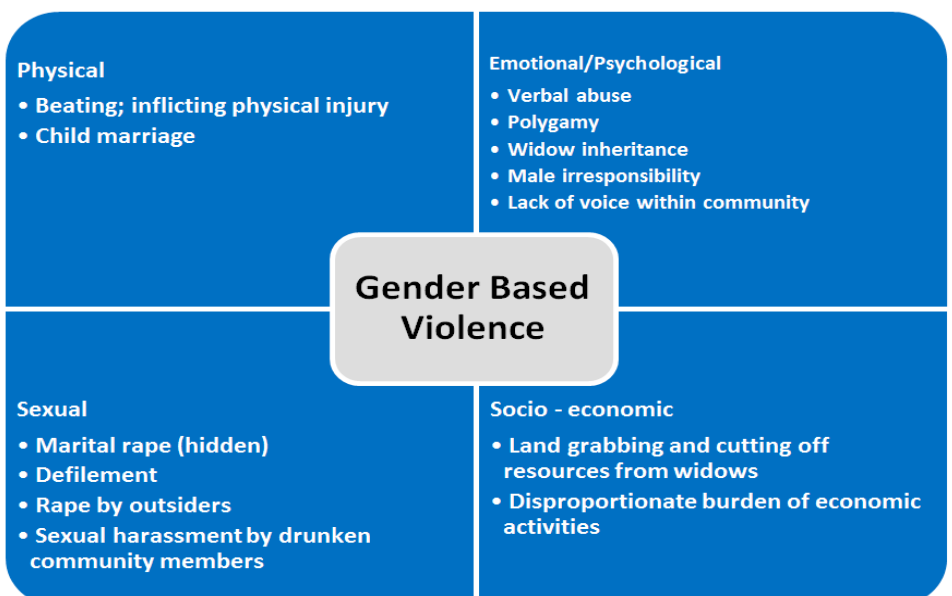 Physical
• Beating; inflicting physical injury
• Child marriage
Emotional/Psychological
• Verbal abuse
• Polygamy
• Widow inheritance
• Male irresponsibility
• Lack of voice within community
Gender Based
Violence
Sexual
• Marital rape (hidden)
• Defilement
• Rape by outsiders
• Sexual harassment by drunken
community members
Socio - economic
• Land grabbing and cutting off
resources from widows
• Disproportionate burden of economic
activities